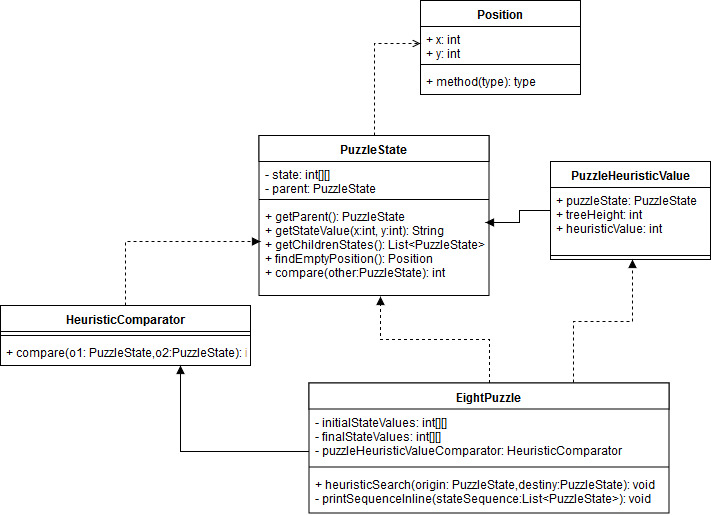 Position
+ x: int
+ y: int
+ method(type): type
PuzzleState
- state: int[][]
- parent: PuzzleState
+ getParent(): PuzzleState
+ getStateValue(x:int, y:int): String
+ getChildrenStates(): List<PuzzleState>
+ findEmptyPosition(): Position
+ compare(other:PuzzleState): int
PuzzleHeuristicValue
+ puzzleState: PuzzleState
+ treeHeight: int
+ heuristicValue: int
HeuristicComparator
+ compare(o1: PuzzleState,o2:PuzzleState):
EightPuzzle
- initialStateValues: int[][]
- finalStateValues: int[][]
- puzzleHeuristicValueComparator: HeuristicComparator
+ heuristicSearch(origin: PuzzleState,destiny:PuzzleState): void
- printSequenceInline(stateSequence:List<PuzzleState>): void